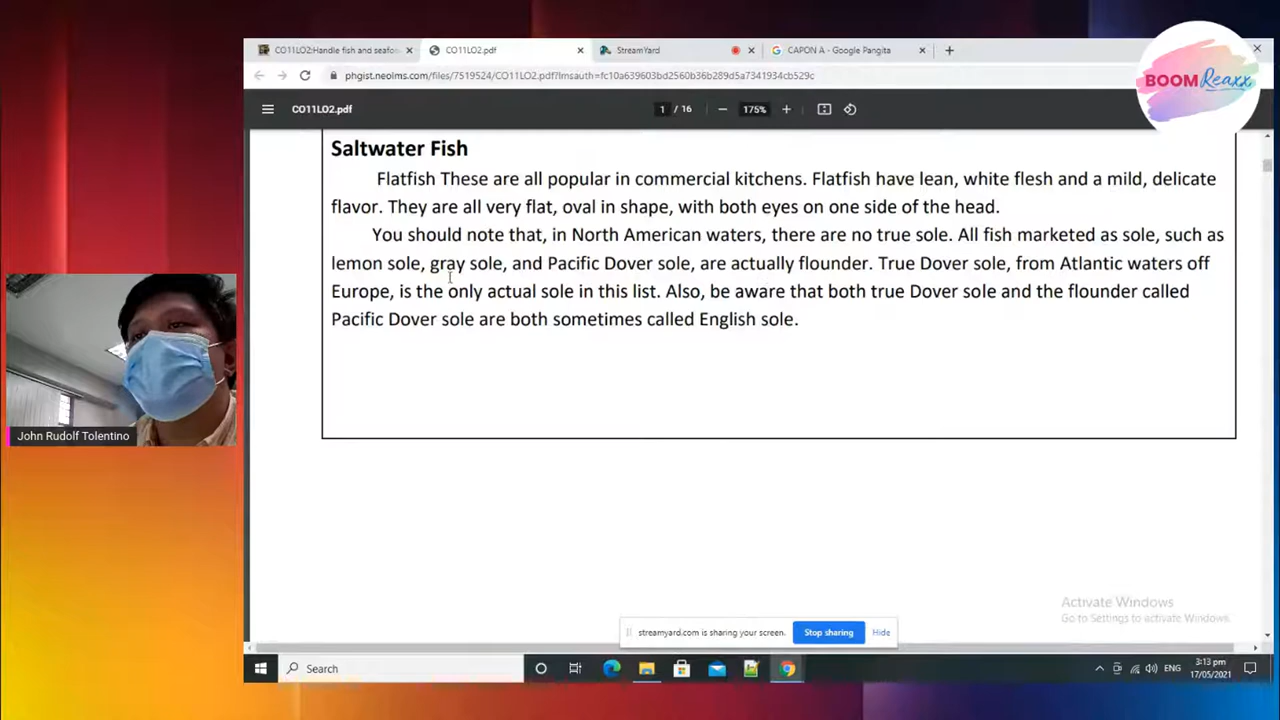 CO11LO2:Handle fish and seafoo
CO11LO2.pdf
StreamYard
CAPON A - Google Pangita
phgist.neolms.com/files/7519524/CO11LO2.pdf?lmsauth=fc10a639603bd2560b36b289d5a7341934cb529c
BOOM Reaxx
CO11LO2.pdf
1 / 16
175%
Saltwater Fish
Flatfish These are all popular in commercial kitchens. Flatfish have lean, white flesh and a mild, delicate
flavor. They are all very flat, oval in shape, with both eyes on one side of the head.
You should note that, in North American waters, there are no true sole. All fish marketed as sole, such as
lemon sole, gray sole, and Pacific Dover sole, are actually flounder. True Dover sole, from Atlantic waters off
Europe, is the only actual sole in this list. Also, be aware that both true Dover sole and the flounder called
Pacific Dover sole are both sometimes called English sole.
John Rudolf Tolentino
Activate Windows
Go to Settings to activate Windows.
streamyard.com is sharing your screen.
Stop sharing
Hide
Search
ENG
3:13 pm
17/05/2021